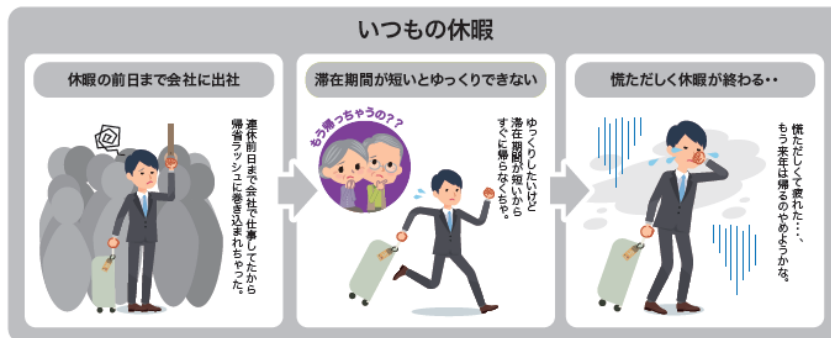 いつもの休暇
休暇の前日まで会社に出社
連休前日まで会社で仕事してたから
帰省ラッシュに巻き込まれちゃった。
滞在期間が短いとゆっくりできない
もう帰っちゃうの??
ゆっくりしたいけど
滞在期間が短いから
すぐに帰らなくちゃ。
慌ただしく休暇が終わる・・
慌ただしくて疲れた・・・、
もう来年は帰るのやめようかな。